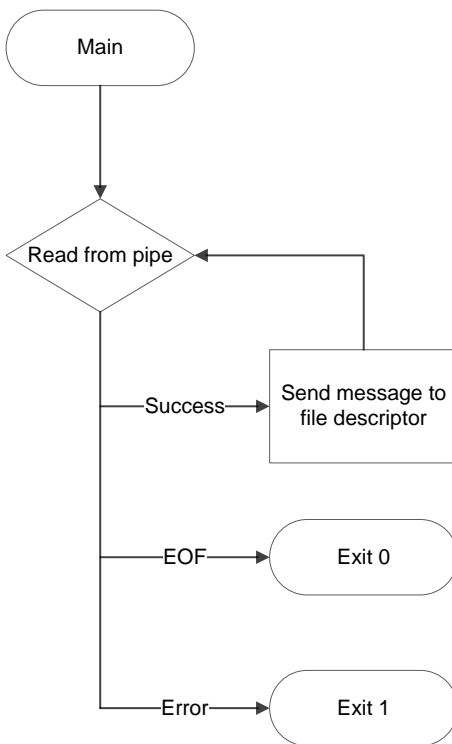 Main
Read from pipe
Success
Send message to
file descriptor
EOF
Exit 0
Error
Exit 1